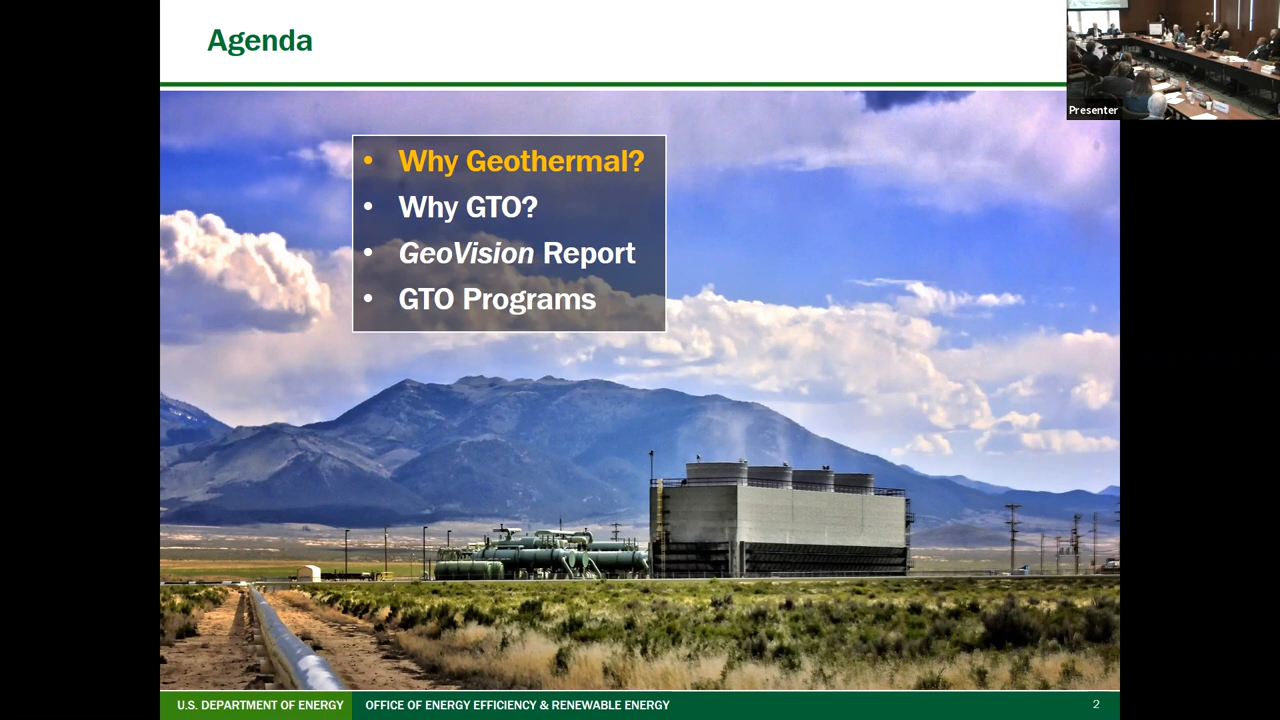 Agenda
Presenter
• Why Geothermal?
• Why GTO?
• GeoVision Report
• GTO Programs
U.S. DEPARTMENT OF ENERGY OFFICE OF ENERGY EFFICIENCY & RENEWABLE ENERGY 2